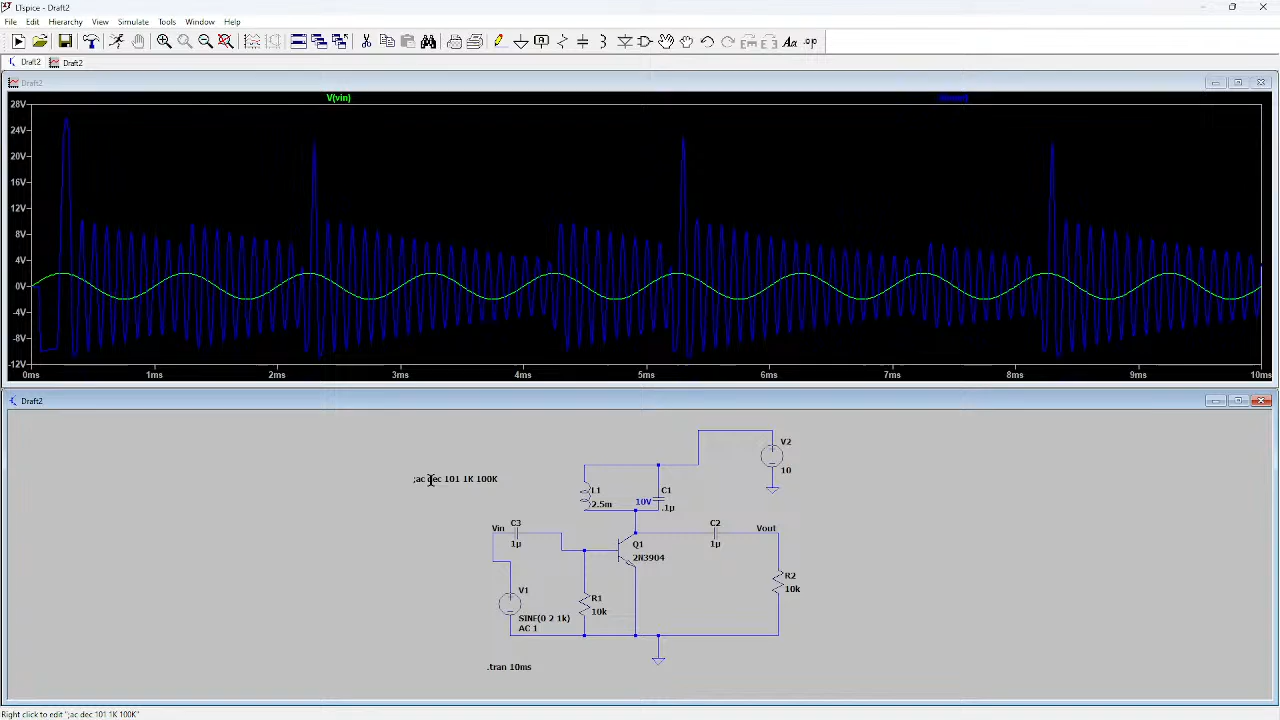 LTspice - Draft2
File Edit Hierarchy View Simulate Tools Window Help
Aa .op
Draft2 Draft2
Draft2
V(vin)
28V
24V
20V
16V
12V
8V
4V
0V
-4V
-8V
-12V
0ms 1ms 2ms 3ms 4ms 5ms 6ms 7ms 8ms 9ms 10ms
Draft2
V2
10
;ac dec 101 1K 100K
L1
2.5m
10V
C1
.1µ
Vin
C3
1µ
Q1
2N3904
C2
1µ
Vout
R2
10k
V1
SINE(0 2 1k)
AC 1
R1
10k
.tran 10ms
Right click to edit ";ac dec 101 1K 100K"